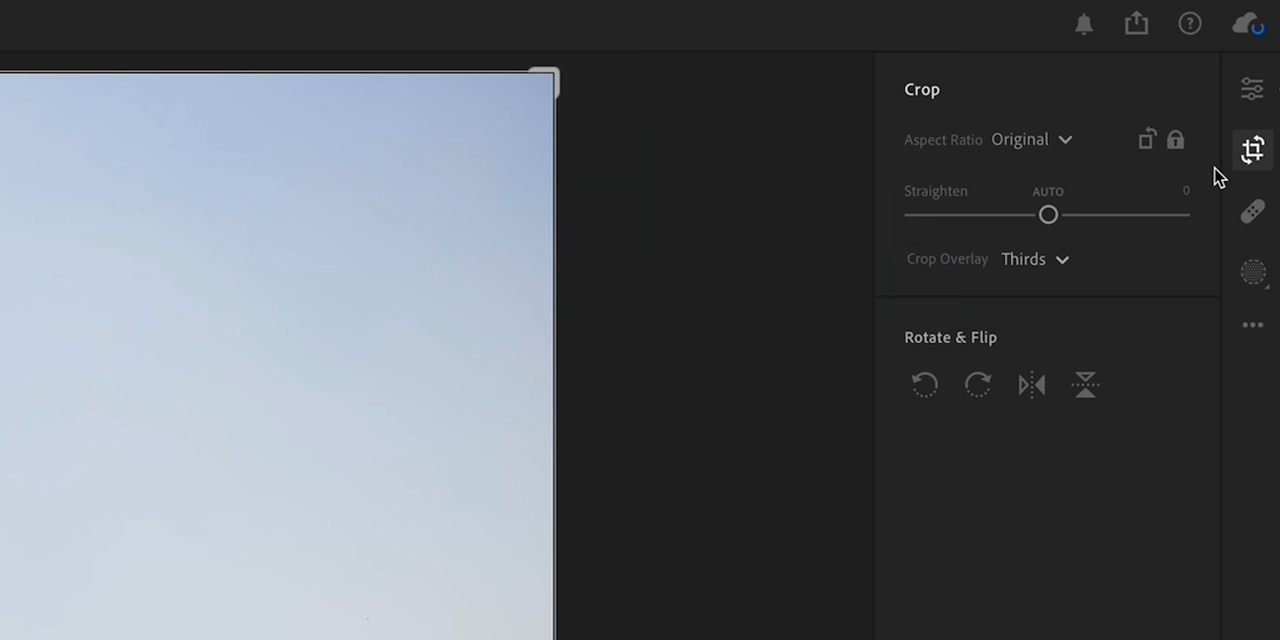 Crop
Aspect Ratio Original
Straighten AUTO 0
Crop Overlay Thirds
Rotate & Flip